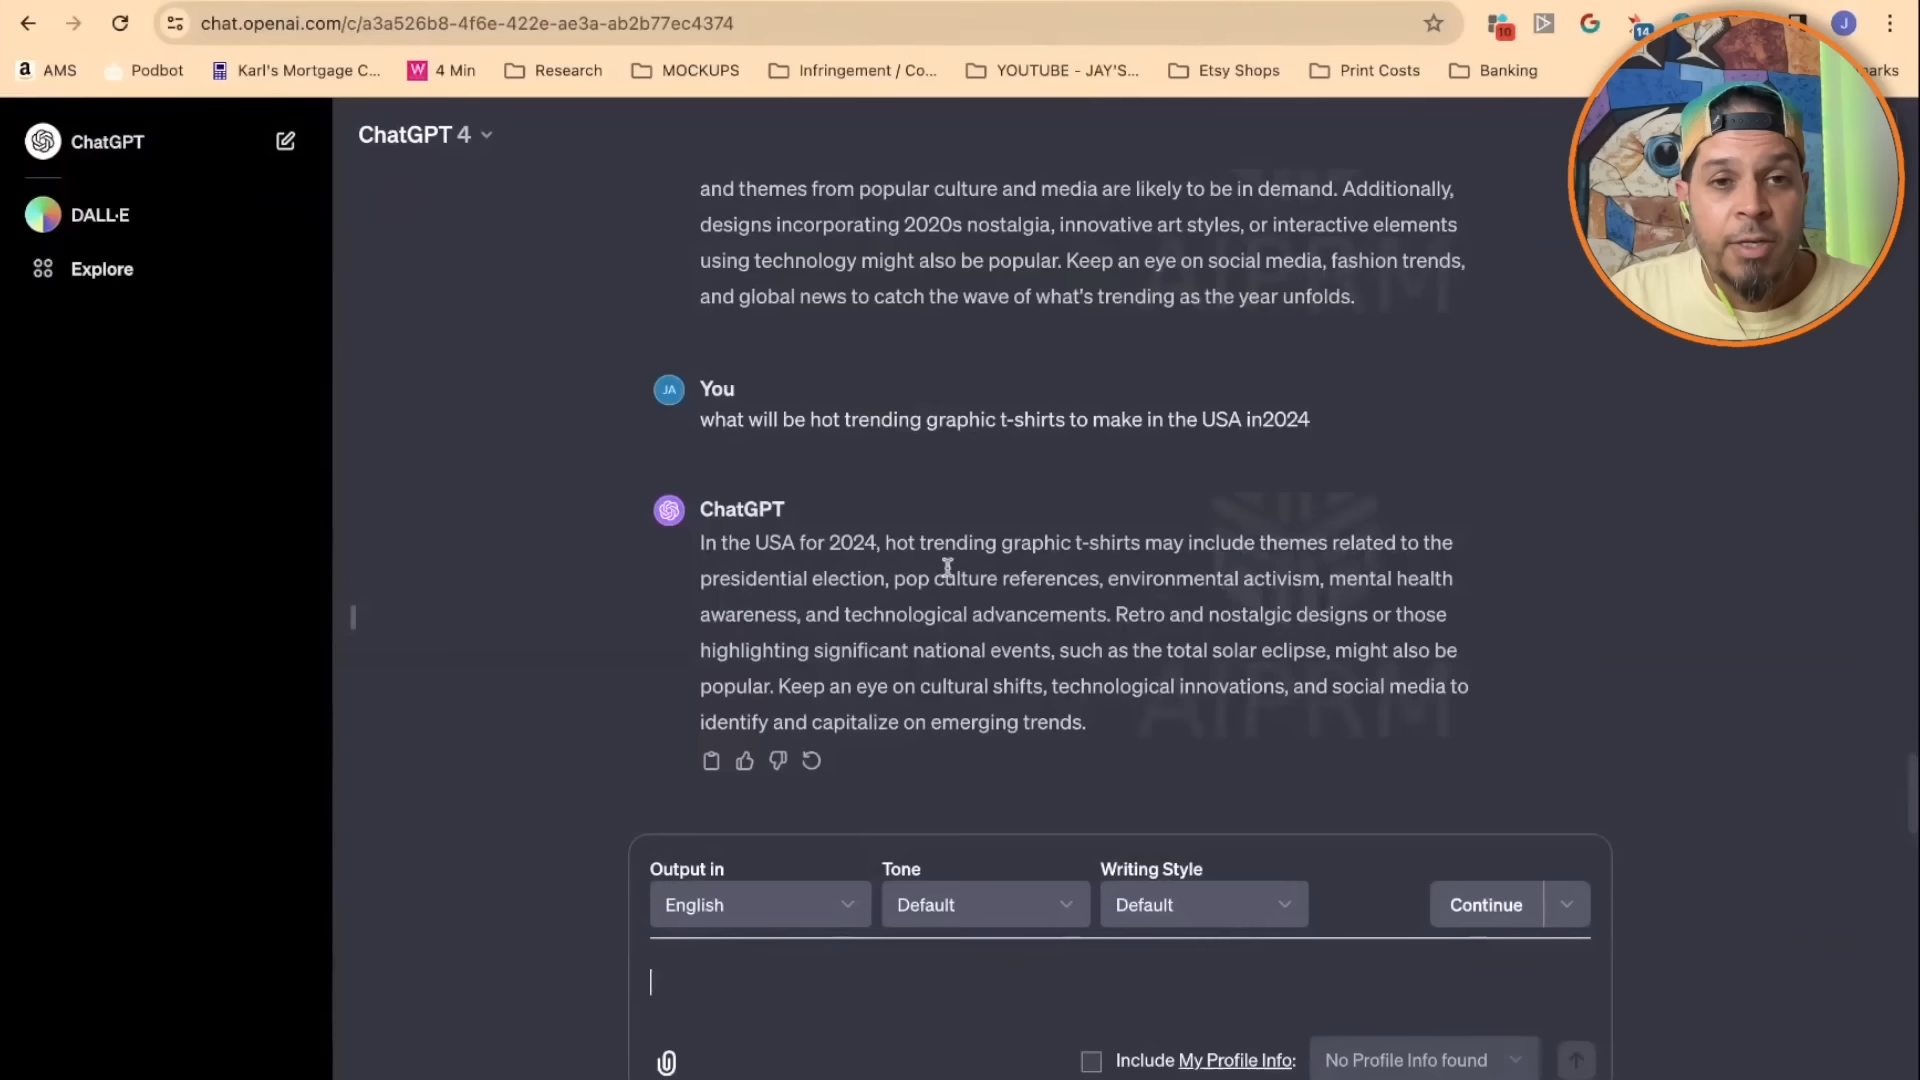 chat.openai.com/c/a3a526b8-4f6e-422e-ae3a-ab2b77ec4374
10
14
J
a AMS
Podbot
Karl's Mortgage C...
W 4 Min
Research
MOCKUPS
Infringement / Co...
YOUTUBE - JAY'S...
Etsy Shops
Print Costs
Banking
ChatGPT
DALL·E
Explore
ChatGPT 4
and themes from popular culture and media are likely to be in demand. Additionally,
designs incorporating 2020s nostalgia, innovative art styles, or interactive elements
using technology might also be popular. Keep an eye on social media, fashion trends,
and global news to catch the wave of what's trending as the year unfolds.
JA
You
what will be hot trending graphic t-shirts to make in the USA in2024
ChatGPT
In the USA for 2024, hot trending graphic t-shirts may include themes related to the
presidential election, pop culture references, environmental activism, mental health
awareness, and technological advancements. Retro and nostalgic designs or those
highlighting significant national events, such as the total solar eclipse, might also be
popular. Keep an eye on cultural shifts, technological innovations, and social media to
identify and capitalize on emerging trends.
AIPRM
Output in
Tone
Writing Style
English
Default
Default
Continue
Include My Profile Info:
No Profile Info found